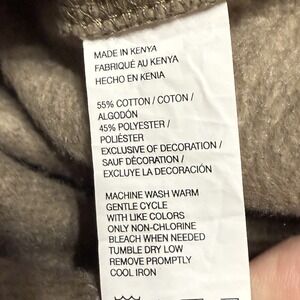 MADE IN KENYA
FABRIQUÉ AU KENYA
HECHO EN KENIA
55% COTTON / COTON /
ALGODÓN
45% POLYESTER /
POLIÉSTER
EXCLUSIVE OF DECORATION /
SAUF DÉCORATION /
EXCLUYE LA DECORACIÓN
MACHINE WASH WARM
GENTLE CYCLE
WITH LIKE COLORS
ONLY NON-CHLORINE
BLEACH WHEN NEEDED
TUMBLE DRY LOW
REMOVE PROMPTLY
COOL IRON